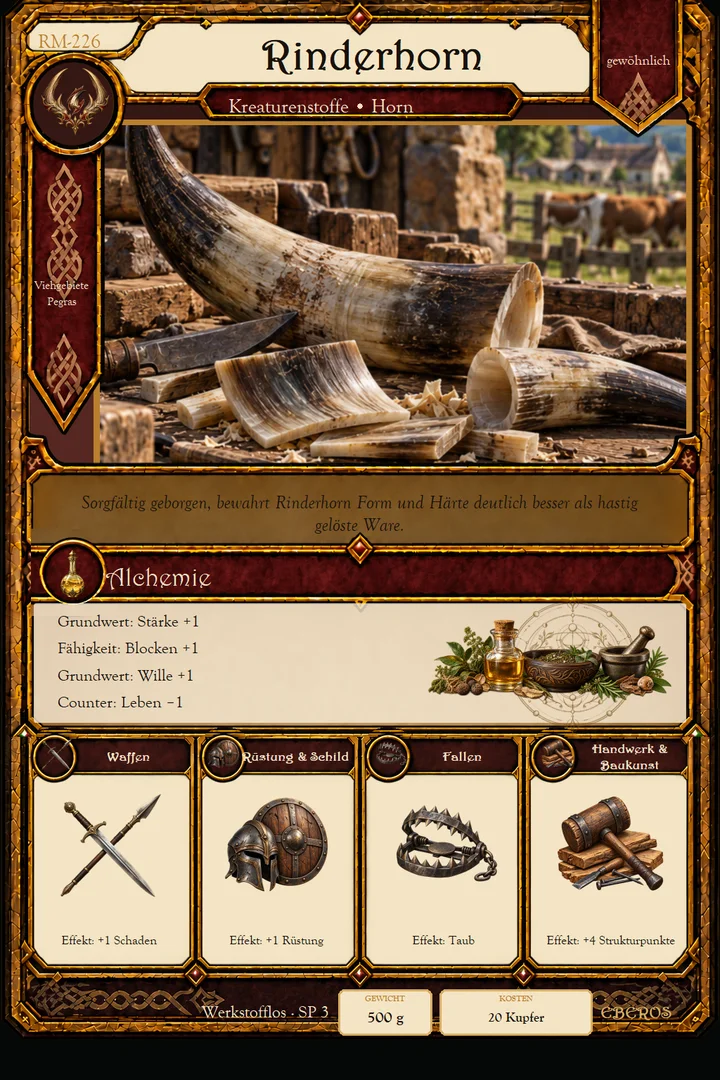 RM-226
Rinderhorn
gewöhnlich
Kreaturenstoffe • Horn
Viehgebiete
Pegras
Sorgfältig geborgen, bewahrt Rinderhorn Form und Härte deutlich besser als hastig
gelöste Ware.
Alchemie
Grundwert: Stärke +1
Fähigkeit: Blocken +1
Grundwert: Wille +1
Counter: Leben −1
Waffen
Rüstung & Schild
Fallen
Handwerk &
Baukunst
Effekt: +1 Schaden
Effekt: +1 Rüstung
Effekt: Taub
Effekt: +4 Strukturpunkte
Werkstofflos · SP 3
GEWICHT
500 g
KOSTEN
20 Kupfer
EBEROS